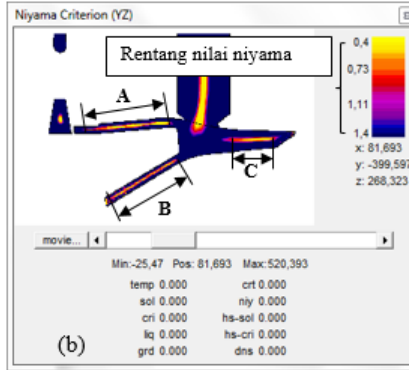 Niyama Criterion (YZ)
Rentang nilai niyama
0,4
0,73
1,11
1,4
A
B
C
x: 81,693
y: -399,597
z: 268,323
movie...
Min:-25,47 Pos: 81,693 Max:520,393
temp 0.000 crt 0.000
sol 0.000 niy 0.000
cri 0.000 hs-sol 0.000
liq 0.000 hs-cri 0.000
grd 0.000 dns 0.000
(b)